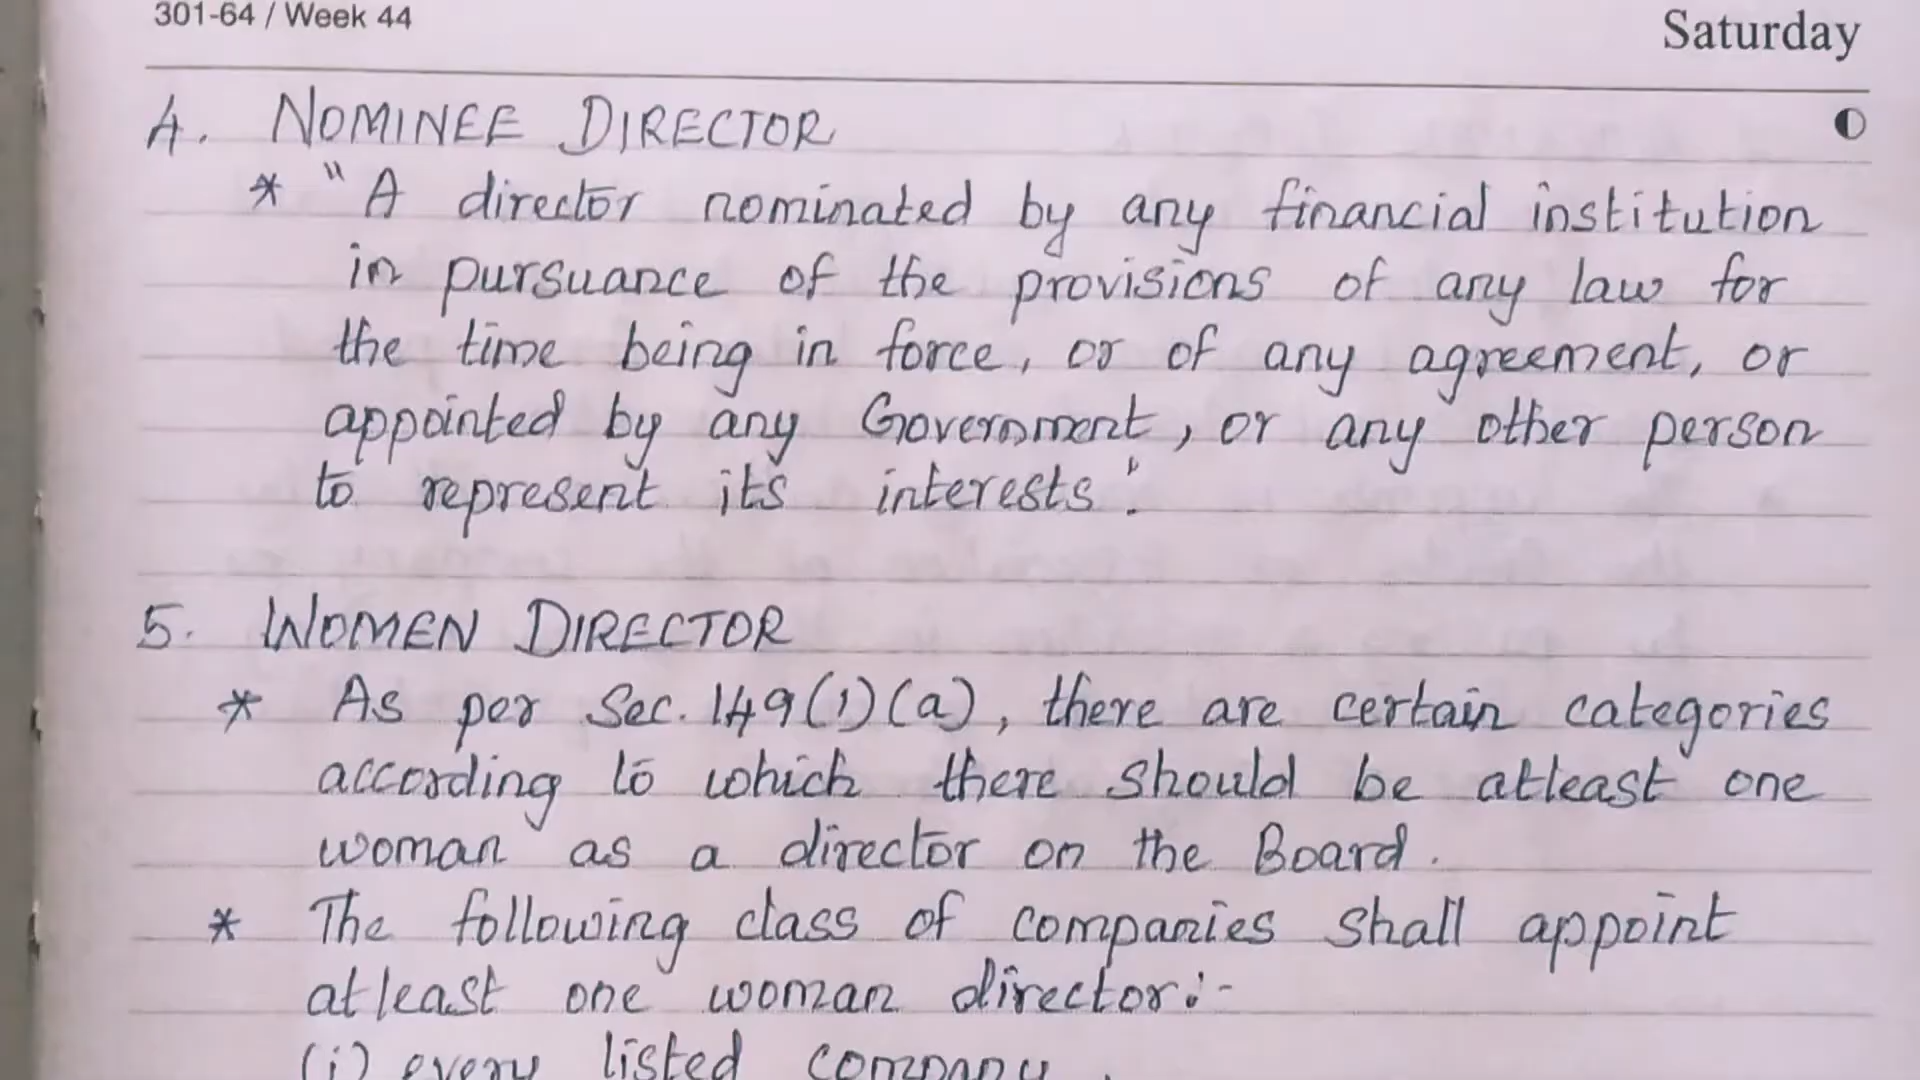 301-64 / Week 44
Saturday
4. NOMINEE DIRECTOR
* "A director nominated by any financial institution
in pursuance of the provisions of any law for
the time being in force, or of any agreement, or
appointed by any Government, or any other person
to represent its interests".
5. WOMEN DIRECTOR
* As per Sec. 149(1)(a), there are certain categories
according to which there should be atleast one
woman as a director on the Board.
* The following class of companies shall appoint
atleast one woman director:-
(i) every listed company.